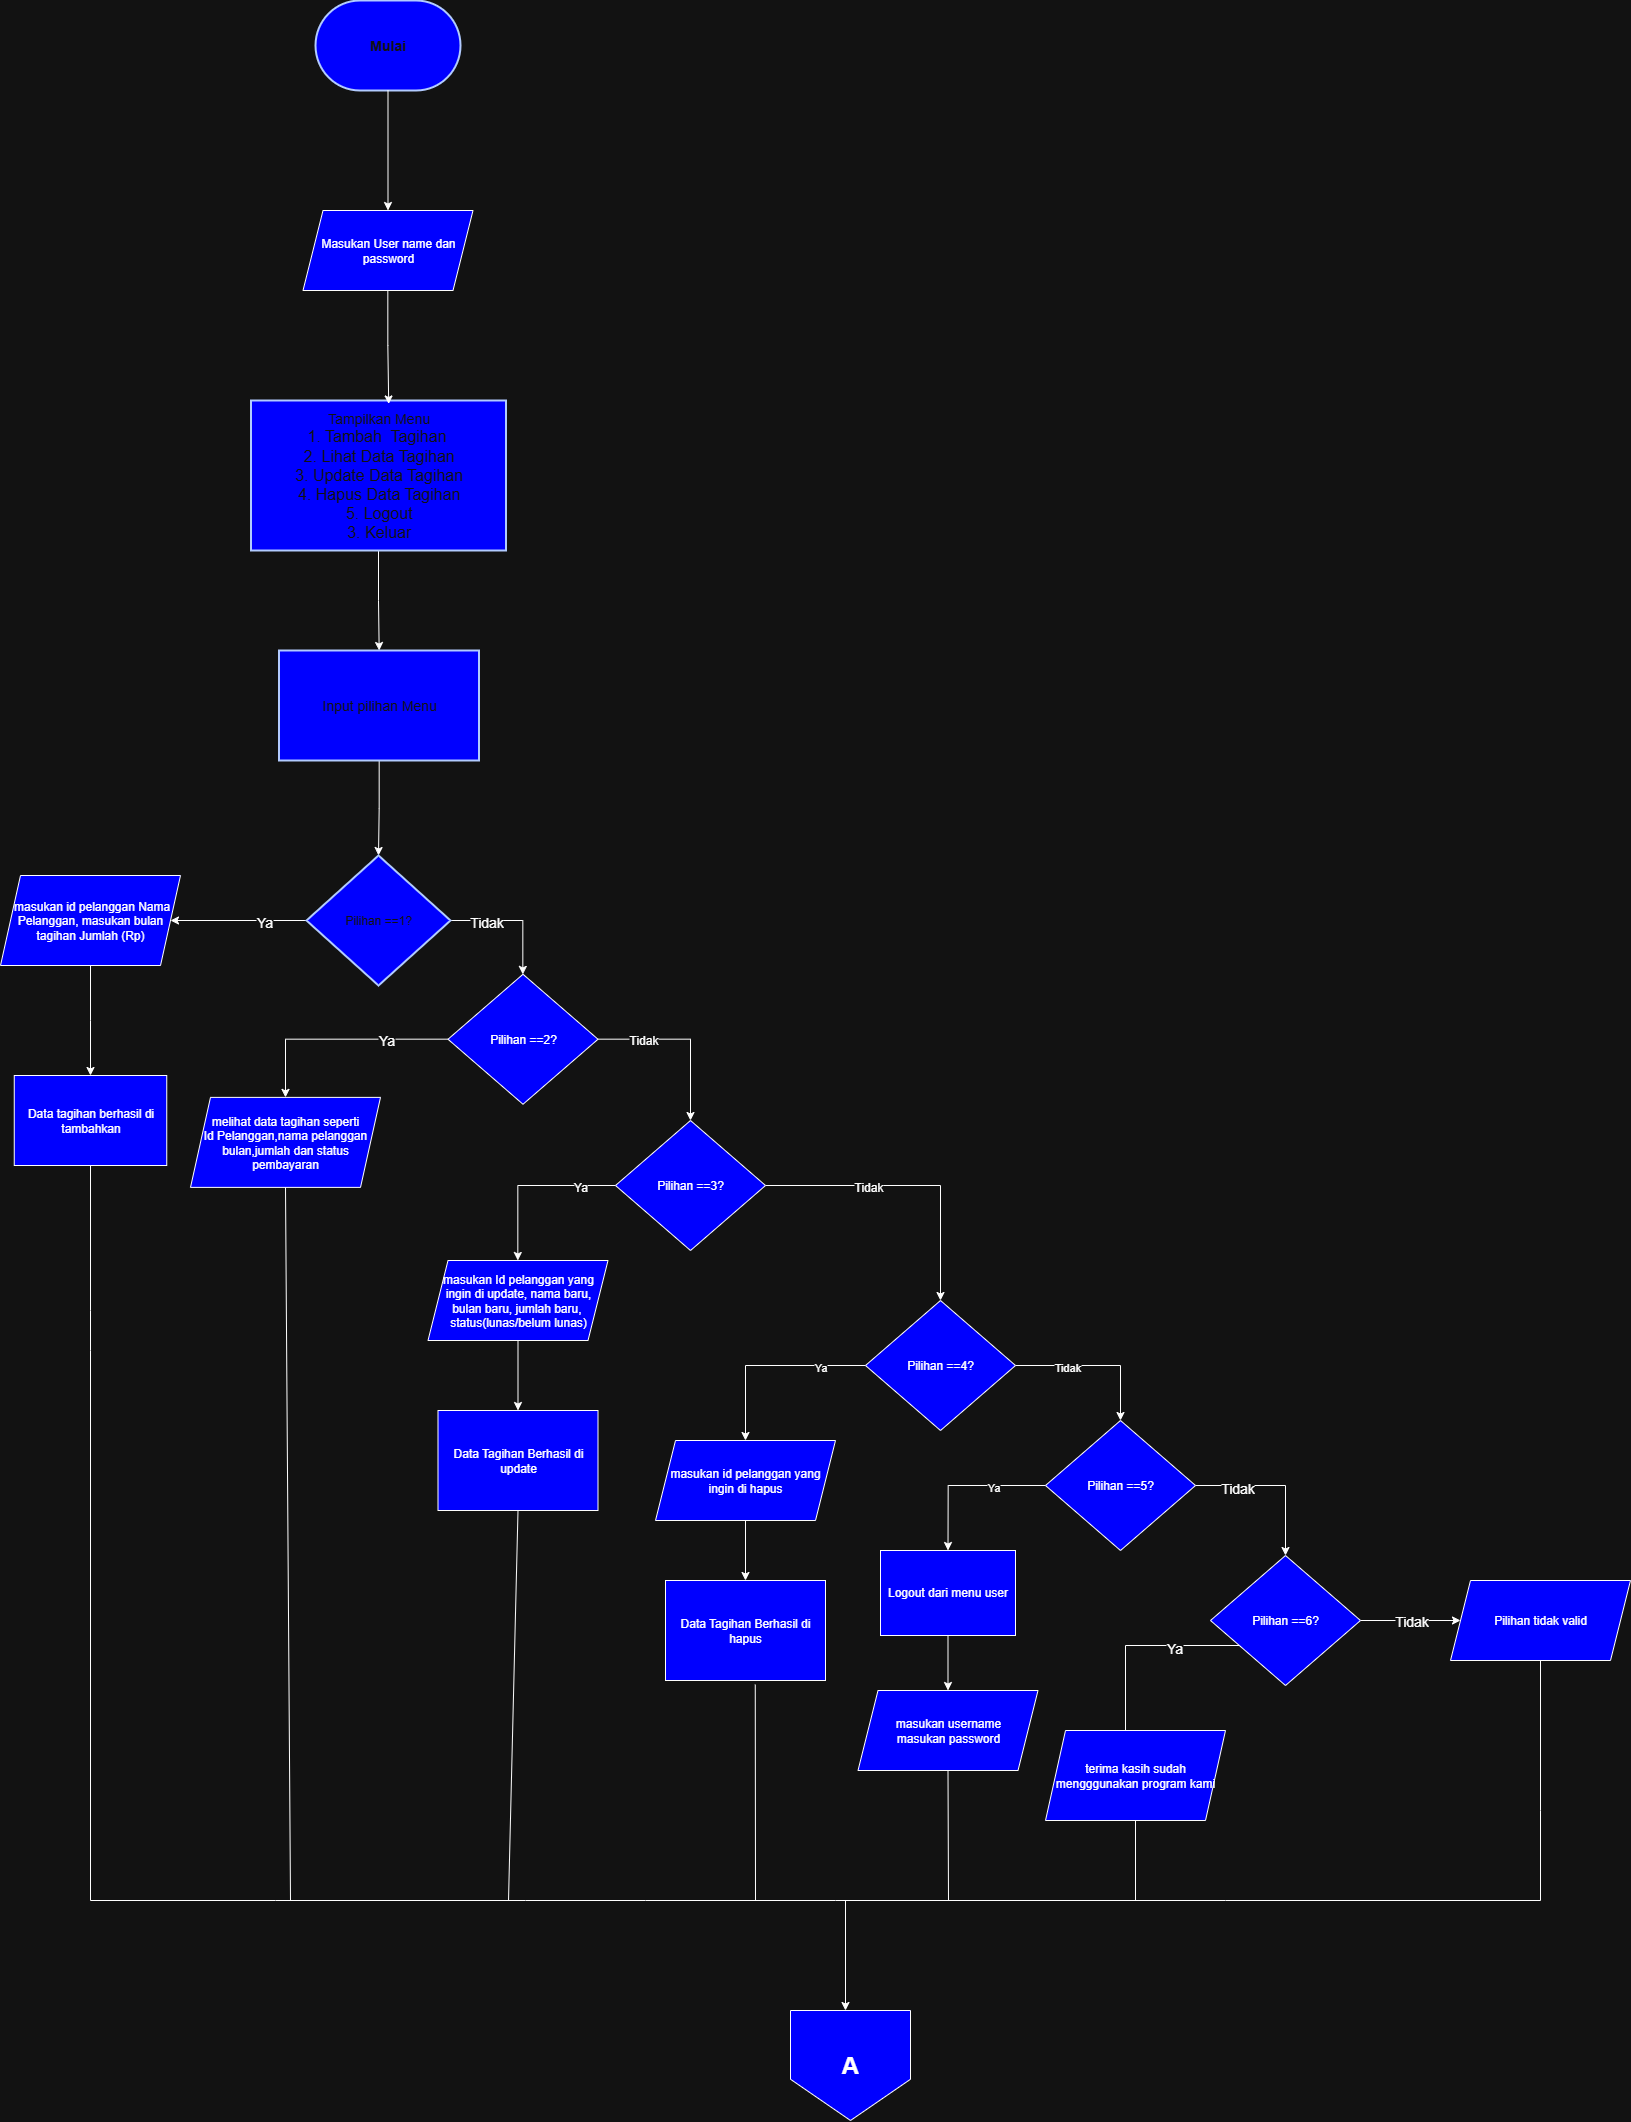 Mulai
Masukan User name dan
password
Tampilkan Menu
1. Tambah Tagihan
2. Lihat Data Tagihan
3. Update Data Tagihan
4. Hapus Data Tagihan
5. Logout
3. Keluar
Input pilihan Menu
Pilihan ==1?
Ya
Tidak
masukan id pelanggan Nama
Pelanggan, masukan bulan
tagihan Jumlah (Rp)
Data tagihan berhasil di
tambahkan
Pilihan ==2?
Ya
Tidak
melihat data tagihan seperti
Id Pelanggan,nama pelanggan
bulan,jumlah dan status
pembayaran
Pilihan ==3?
Ya
Tidak
masukan Id pelanggan yang
ingin di update, nama baru,
bulan baru, jumlah baru,
status(lunas/belum lunas)
Data Tagihan Berhasil di
update
Pilihan ==4?
Ya
Tidak
masukan id pelanggan yang
ingin di hapus
Data Tagihan Berhasil di
hapus
Pilihan ==5?
Ya
Tidak
Logout dari menu user
masukan username
masukan password
Pilihan ==6?
Ya
Tidak
terima kasih sudah
mengggunakan program kami
Pilihan tidak valid
A